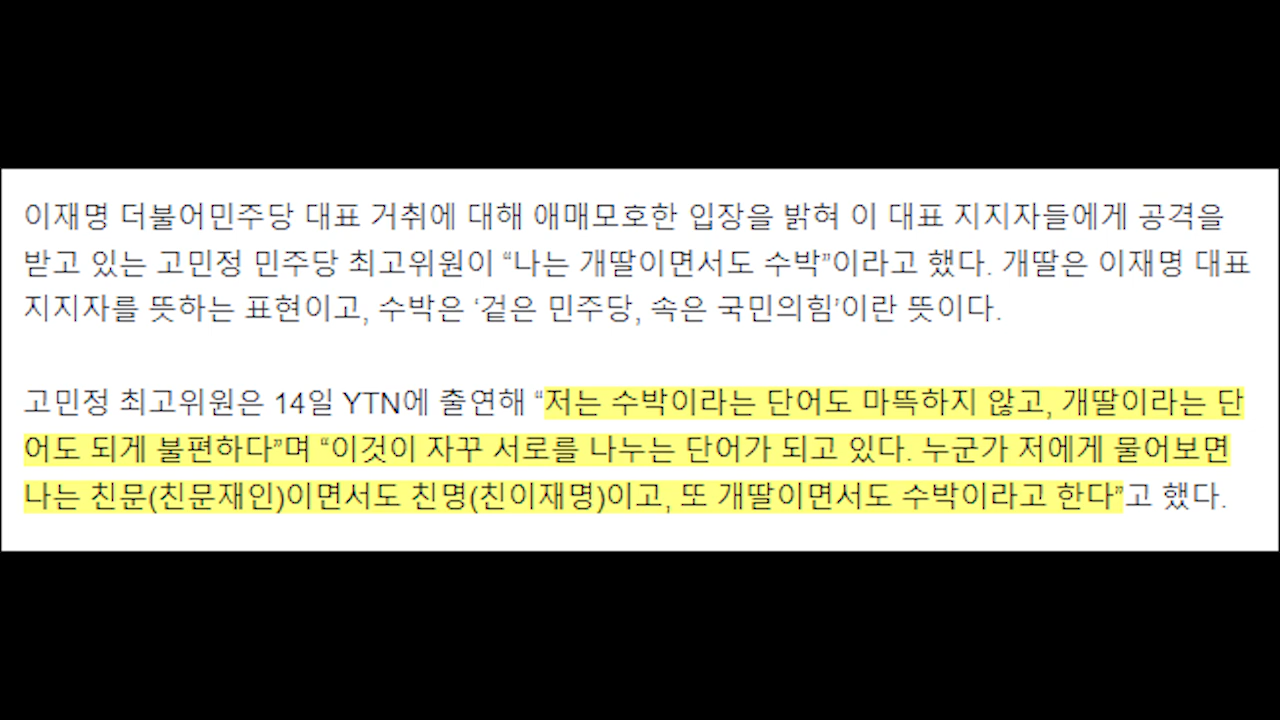 이재명 더불어민주당 대표 거취에 대해 애매모호한 입장을 밝혀 이 대표 지지자들에게 공격을
받고 있는 고민정 민주당 최고위원이 “나는 개딸이면서도 수박”이라고 했다. 개딸은 이재명 대표
지지자를 뜻하는 표현이고, 수박은 ‘겉은 민주당, 속은 국민의힘’이란 뜻이다.
고민정 최고위원은 14일 YTN에 출연해 “저는 수박이라는 단어도 마뜩하지 않고, 개딸이라는 단
어도 되게 불편하다”며 “이것이 자꾸 서로를 나누는 단어가 되고 있다. 누군가 저에게 물어보면
나는 친문(친문재인)이면서도 친명(친이재명)이고, 또 개딸이면서도 수박이라고 한다”고 했다.